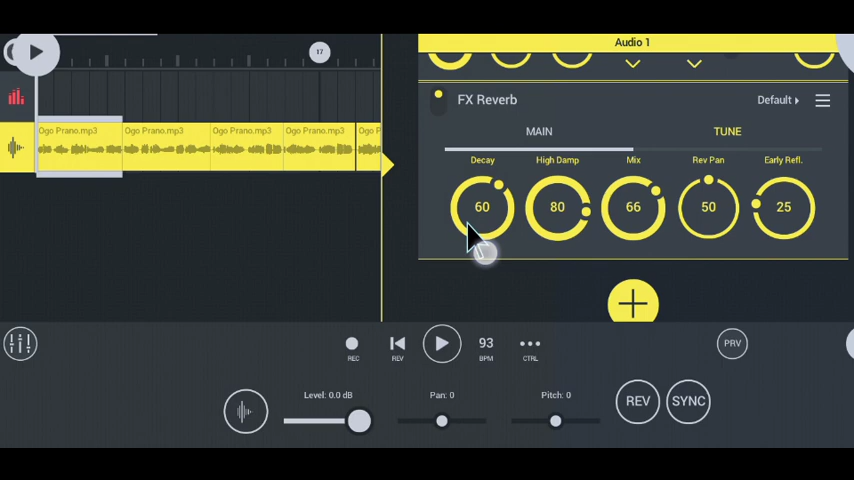 Audio 1
17
FX Reverb
Default
MAIN
TUNE
Decay
High Damp
Mix
Rev Pan
Early Refl.
60
80
66
50
25
Ogo Prano.mp3
Ogo Prano.mp3
Ogo Prano.mp3
Ogo Prano.mp3
Ogo P
REC
REV
93
BPM
CTRL
PRV
Level: 0.0 dB
Pan: 0
Pitch: 0
REV
SYNC